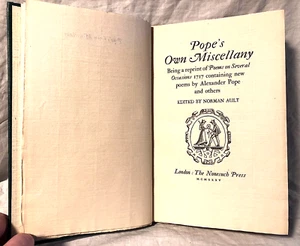 Pope's
Own Miscellany
Being a reprint of Poems on Several
Occasions 1717 containing new
poems by Alexander Pope
and others
EDITED BY NORMAN AULT
London: The Nonesuch Press
MCMXXXV